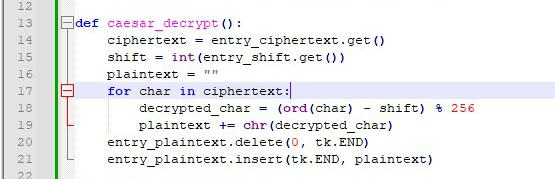 12
13 def caesar_decrypt():
14     ciphertext = entry_ciphertext.get()
15     shift = int(entry_shift.get())
16     plaintext = ""
17     for char in ciphertext:
18         decrypted_char = (ord(char) - shift) % 256
19         plaintext += chr(decrypted_char)
20     entry_plaintext.delete(0, tk.END)
21     entry_plaintext.insert(tk.END, plaintext)
22